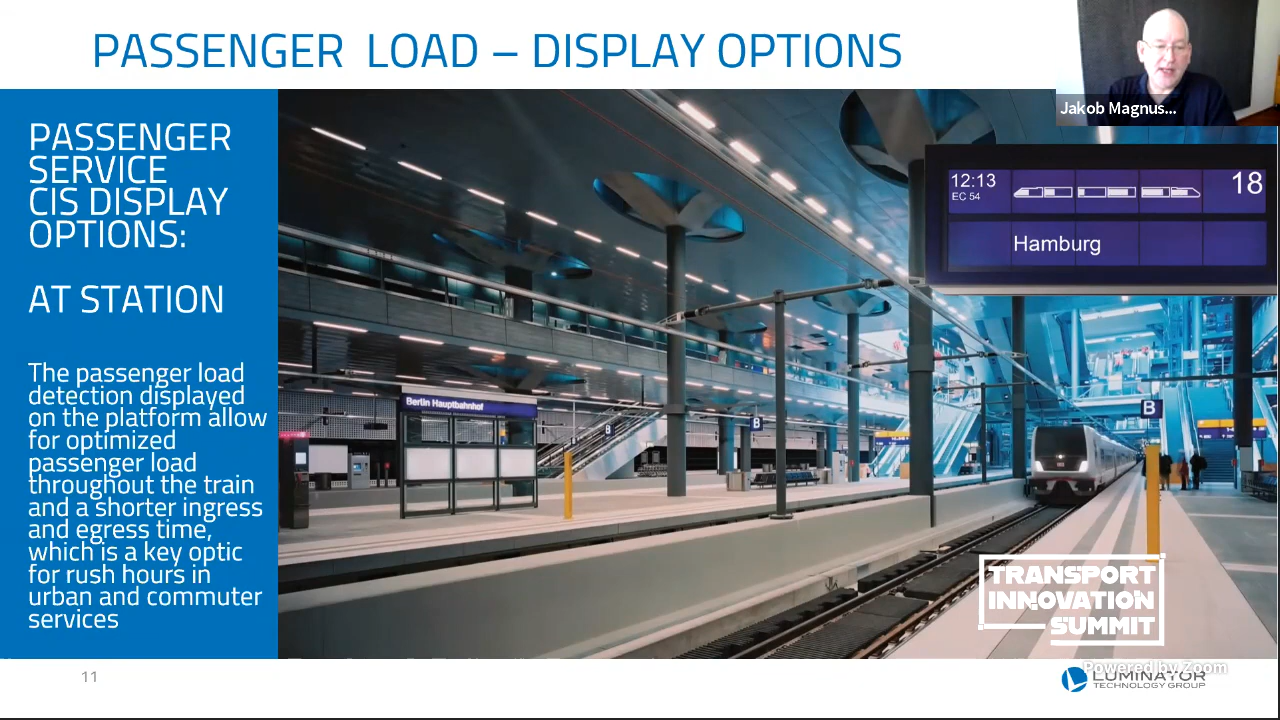 PASSENGER LOAD – DISPLAY OPTIONS
Jakob Magnus...
PASSENGER
SERVICE
CIS DISPLAY
OPTIONS:
AT STATION
The passenger load
detection displayed
on the platform allow
for optimized
passenger load
throughout the train
and a shorter ingress
and egress time,
which is a key optic
for rush hours in
urban and commuter
services
12:13
EC 54
18
Hamburg
Berlin Hauptbahnhof
B
B
B
TRANSPORT
INNOVATION
SUMMIT
11
Powered by Zoom
LUMINATOR
TECHNOLOGY GROUP